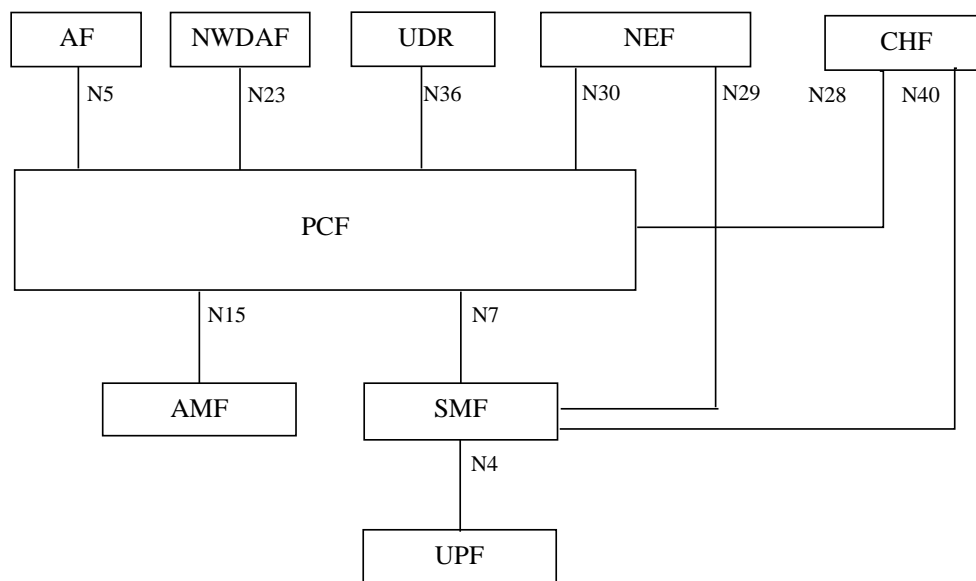 AF
NWDAF
UDR
NEF
CHF
N5
N23
N36
N30
N29
N28
N40
PCF
N15
N7
AMF
SMF
N4
UPF